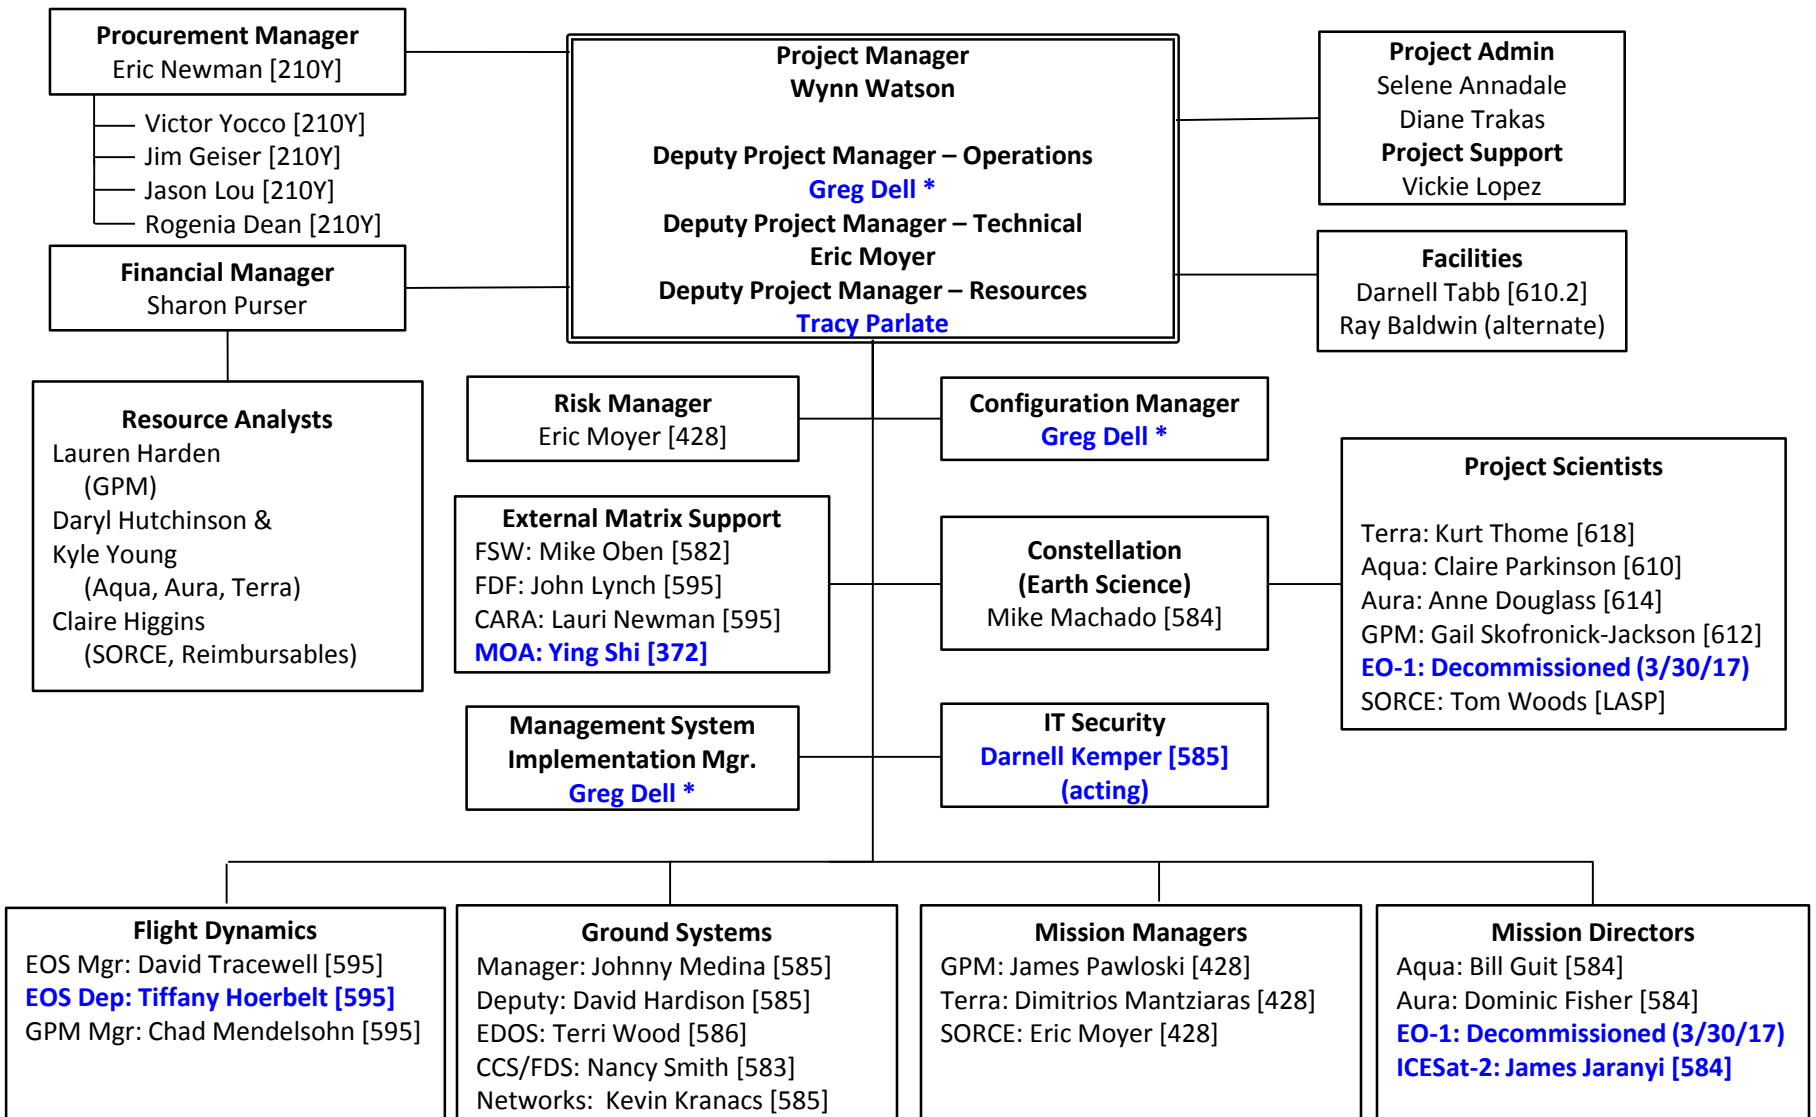 Procurement Manager
Eric Newman [210Y]
Victor Yocco [210Y]
Jim Geiser [210Y]
Jason Lou [210Y]
Rogenia Dean [210Y]
Financial Manager
Sharon Purser
Resource Analysts
Lauren Harden
(GPM)
Daryl Hutchinson &
Kyle Young
(Aqua, Aura, Terra)
Claire Higgins
(SORCE, Reimbursables)
Project Manager
Wynn Watson
Deputy Project Manager – Operations
Greg Dell *
Deputy Project Manager – Technical
Eric Moyer
Deputy Project Manager – Resources
Tracy Parlate
Project Admin
Selene Annadale
Diane Trakas
Project Support
Vickie Lopez
Facilities
Darnell Tabb [610.2]
Ray Baldwin (alternate)
Risk Manager
Eric Moyer [428]
Configuration Manager
Greg Dell *
External Matrix Support
FSW: Mike Oben [582]
FDF: John Lynch [595]
CARA: Lauri Newman [595]
MOA: Ying Shi [372]
Constellation
(Earth Science)
Mike Machado [584]
Project Scientists
Terra: Kurt Thome [618]
Aqua: Claire Parkinson [610]
Aura: Anne Douglass [614]
GPM: Gail Skofronick-Jackson [612]
EO-1: Decommissioned (3/30/17)
SORCE: Tom Woods [LASP]
Management System
Implementation Mgr.
Greg Dell *
IT Security
Darnell Kemper [585]
(acting)
Flight Dynamics
EOS Mgr: David Tracewell [595]
EOS Dep: Tiffany Hoerbelt [595]
GPM Mgr: Chad Mendelsohn [595]
Ground Systems
Manager: Johnny Medina [585]
Deputy: David Hardison [585]
EDOS: Terri Wood [586]
CCS/FDS: Nancy Smith [583]
Networks: Kevin Kranacs [585]
Mission Managers
GPM: James Pawloski [428]
Terra: Dimitrios Mantziaras [428]
SORCE: Eric Moyer [428]
Mission Directors
Aqua: Bill Guit [584]
Aura: Dominic Fisher [584]
EO-1: Decommissioned (3/30/17)
ICESat-2: James Jaranyi [584]